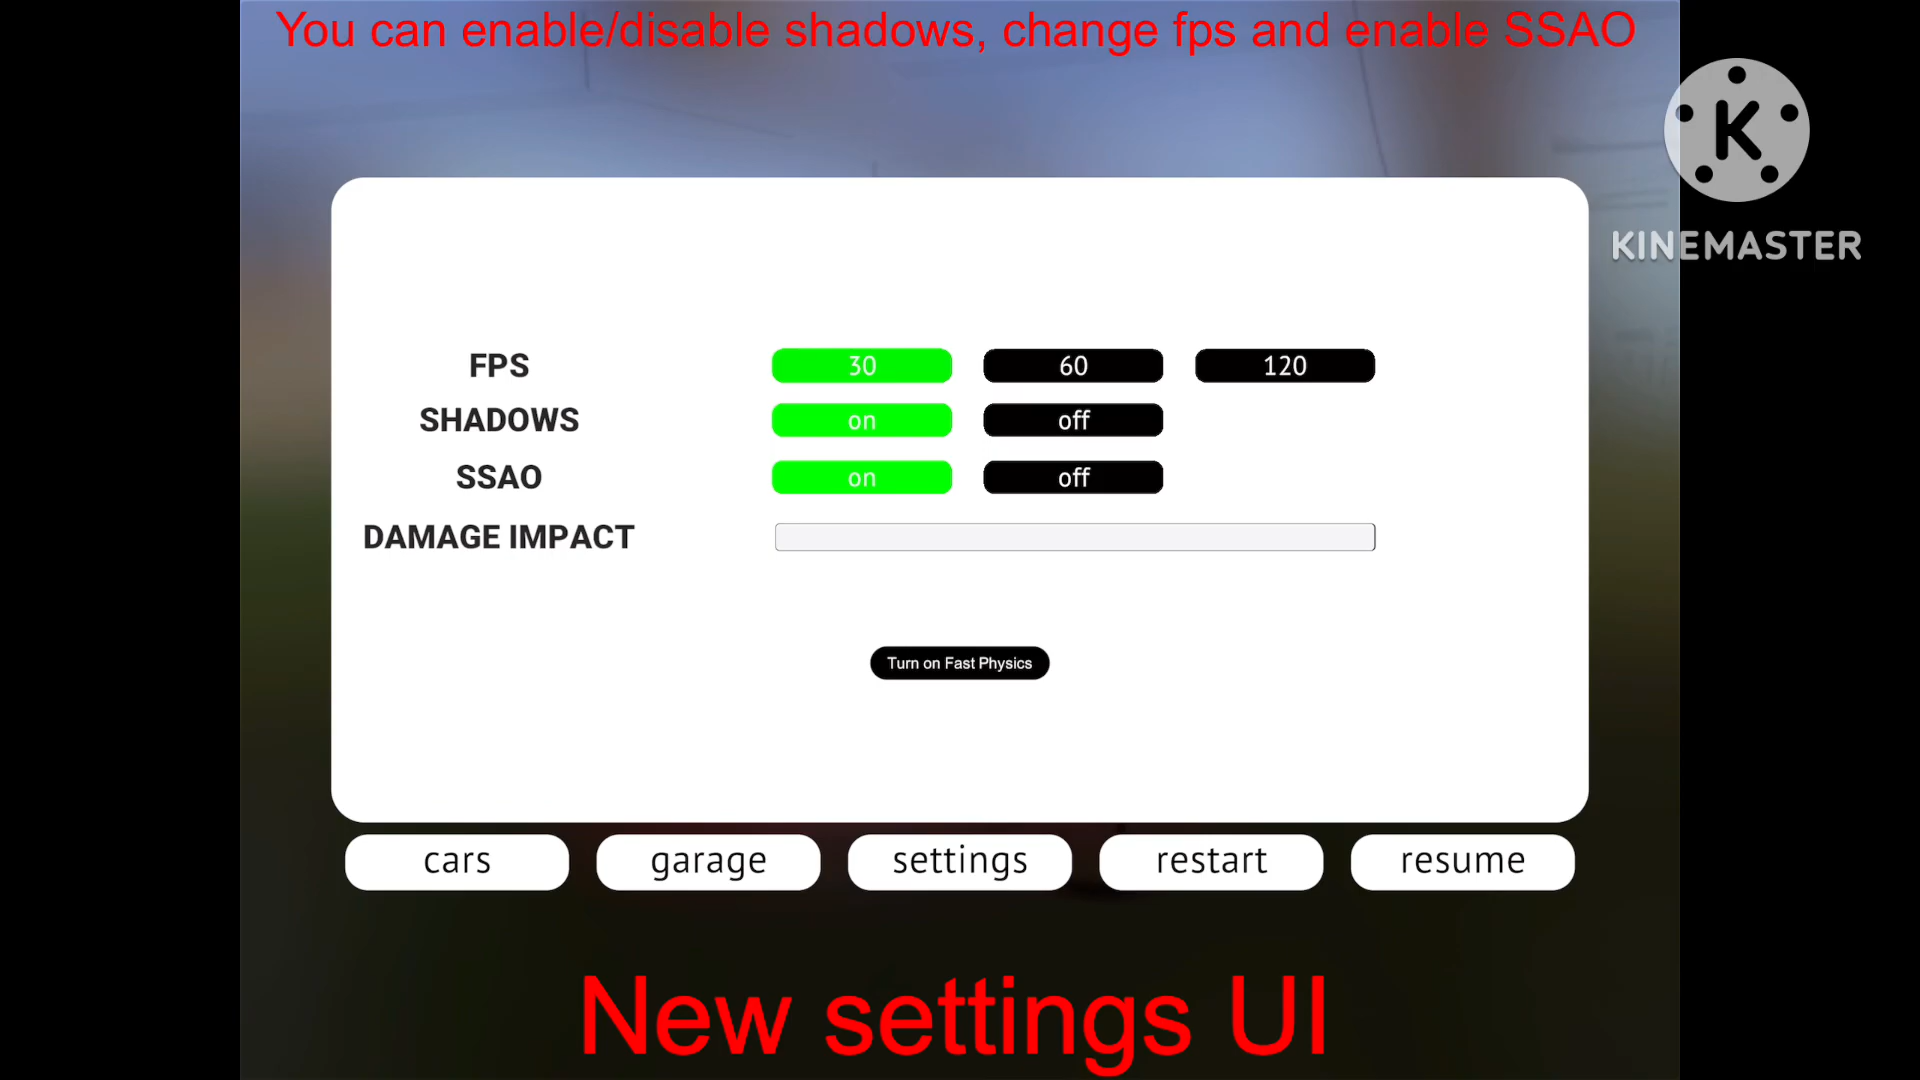 You can enable/disable shadows, change fps and enable SSAO
K
KINEMASTER
FPS 30 60 120
SHADOWS on off
SSAO on off
DAMAGE IMPACT
Turn on Fast Physics
cars garage settings restart resume
New settings UI